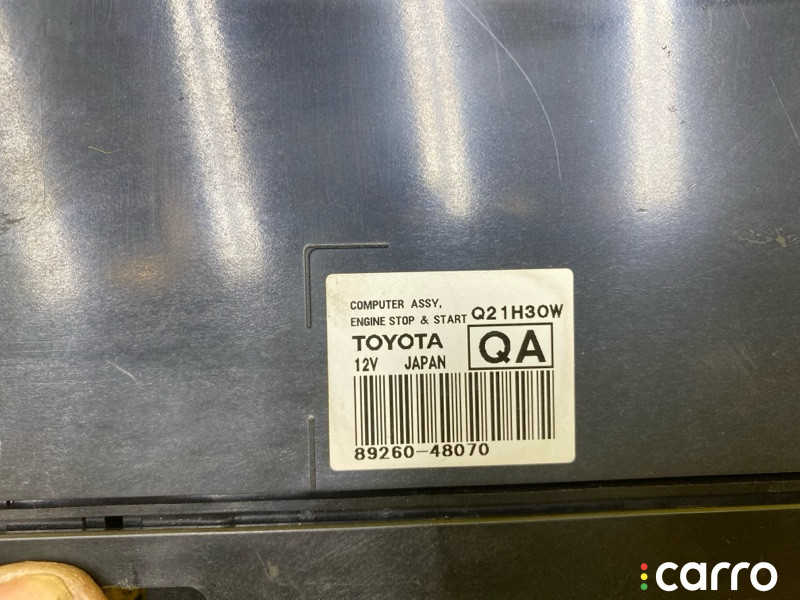 COMPUTER ASSY,
ENGINE STOP & START Q21H30W
TOYOTA QA
12V JAPAN
89260-48070
carro